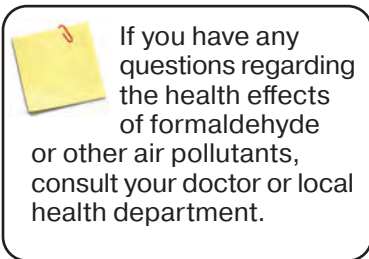 If you have any
questions regarding
the health effects
of formaldehyde
or other air pollutants,
consult your doctor or local
health department.